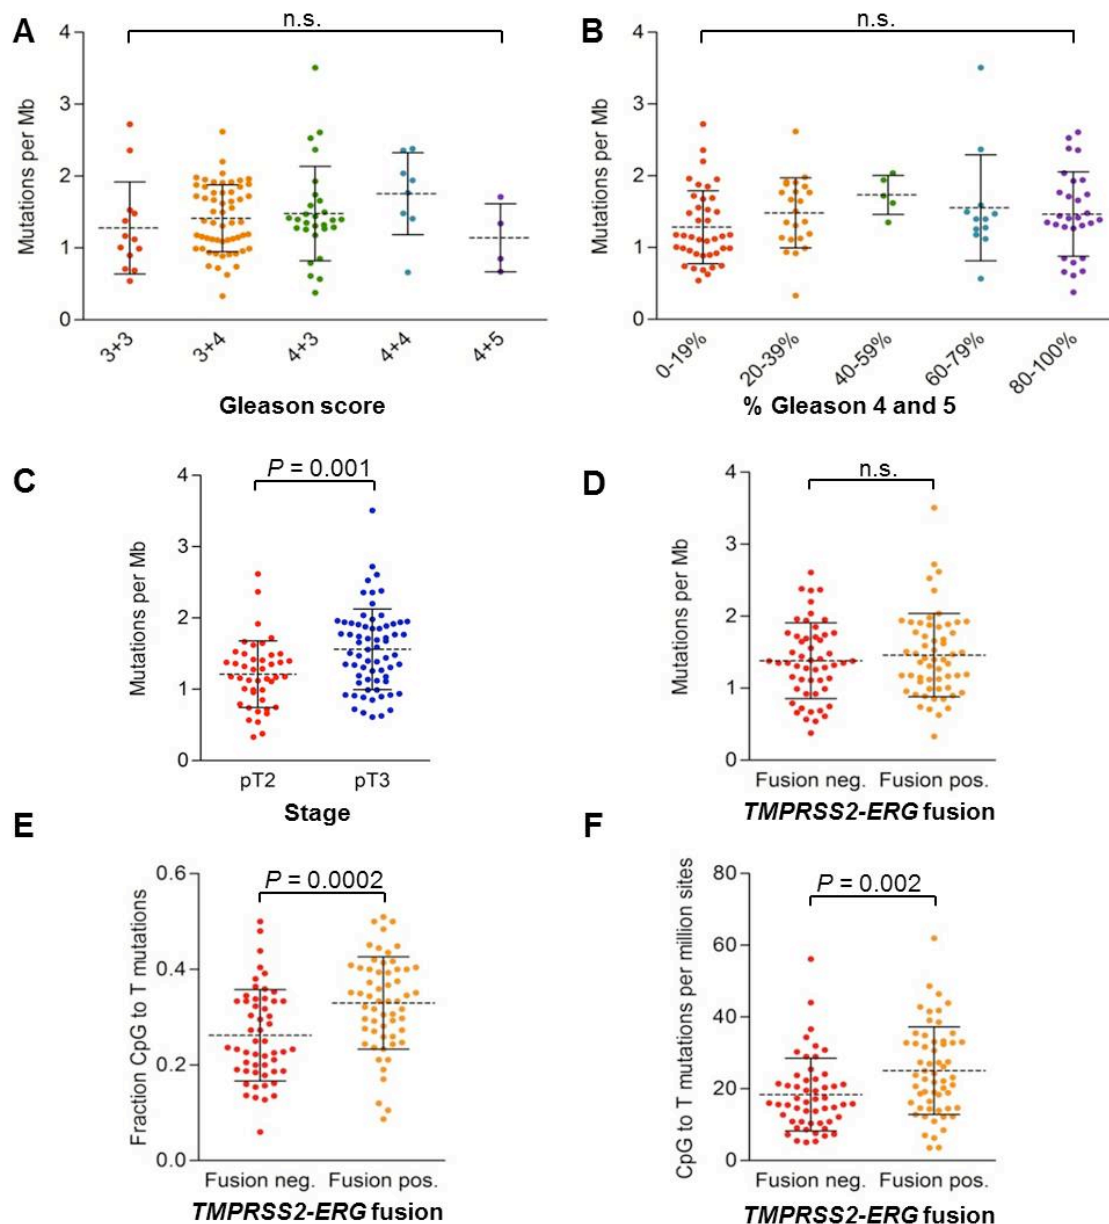 A
n.s.
Mutations per Mb
4
3
2
1
0
3+3
3+4
4+3
4+4
4+5
Gleason score
B
n.s.
Mutations per Mb
4
3
2
1
0
0-19%
20-39%
40-59%
60-79%
80-100%
% Gleason 4 and 5
C
P = 0.001
Mutations per Mb
4
3
2
1
0
pT2
pT3
Stage
D
n.s.
Mutations per Mb
4
3
2
1
0
Fusion neg.
Fusion pos.
TMPRSS2-ERG fusion
E
P = 0.0002
Fraction CpG to T mutations
0.6
0.4
0.2
0.0
Fusion neg.
Fusion pos.
TMPRSS2-ERG fusion
F
P = 0.002
CpG to T mutations per million sites
80
60
40
20
0
Fusion neg.
Fusion pos.
TMPRSS2-ERG fusion